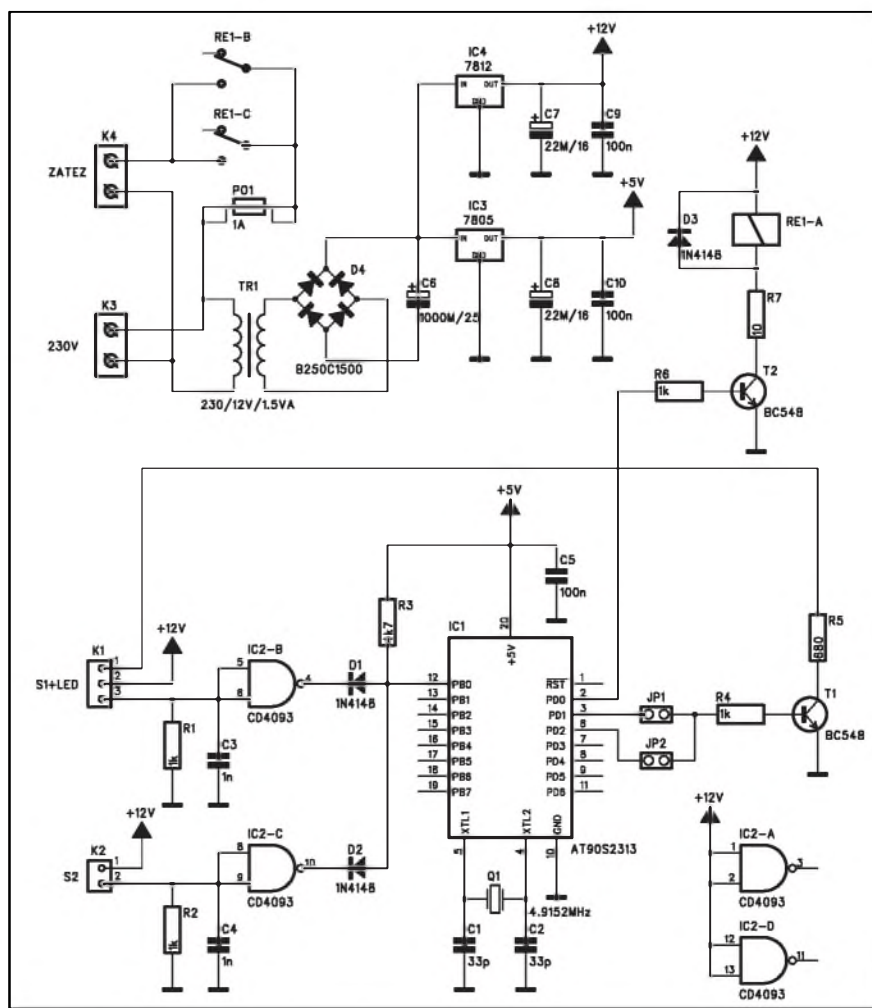 RE1-B
RE1-C
K4
ZATEZ
PO1
1A
K3
230V
TR1
230/12V/1.5VA
D4
B250C1500
IC4
7812
IN
OUT
GND
+12V
C7
22M/16
C9
100n
IC3
7805
IN
OUT
GND
+5V
C6
1000M/25
C8
22M/16
C10
100n
+12V
D3
1N4148
RE1-A
R7
10
T2
BC548
R6
1k
+5V
C5
100n
R3
4k7
K1
1
2
3
S1+LED
+12V
R1
1k
C3
1n
IC2-B
5
6
4
CD4093
D1
1N4148
K2
1
2
S2
+12V
R2
1k
C4
1n
IC2-C
8
9
10
CD4093
D2
1N4148
IC1
20
+5V
12 PB0
13 PB1
14 PB2
15 PB3
16 PB4
17 PB5
18 PB6
19 PB7
RST 1
PD0 2
PD1 3
PD2 6
PD3 7
PD4 8
PD5 9
PD6 11
XTL1
XTL2
GND
5
4
10
AT90S2313
Q1
4.9152MHz
C1
33p
C2
33p
JP1
JP2
R4
1k
R5
680
T1
BC548
+12V
IC2-A
1
2
3
CD4093
IC2-D
12
13
11
CD4093